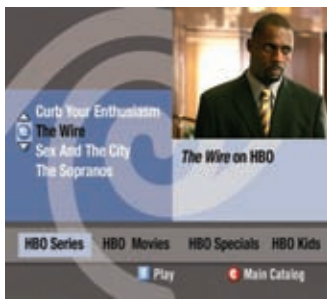 Curb Your Enthusiasm
The Wire
Sex And The City
The Sopranos
The Wire on HBO
HBO Series HBO Movies HBO Specials HBO Kids
Play Main Catalog